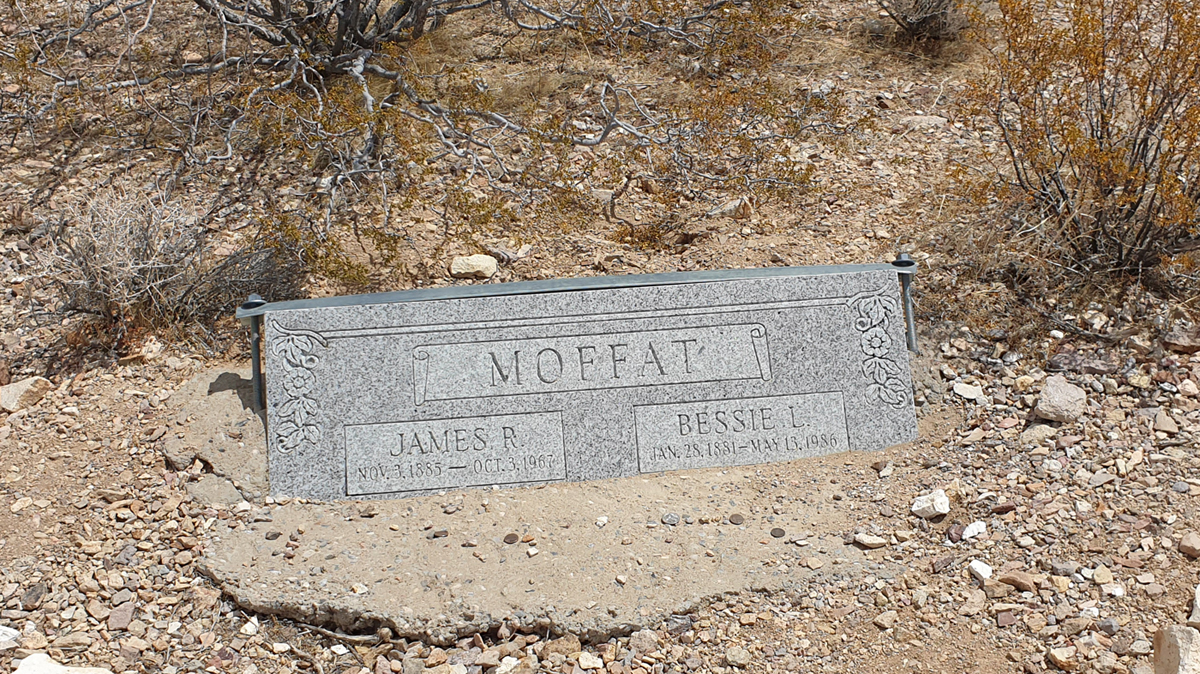 MOFFAT
JAMES R.
NOV. 3, 1885 — OCT. 3, 1967
BESSIE L.
JAN. 28, 1881 — MAY 13, 1986